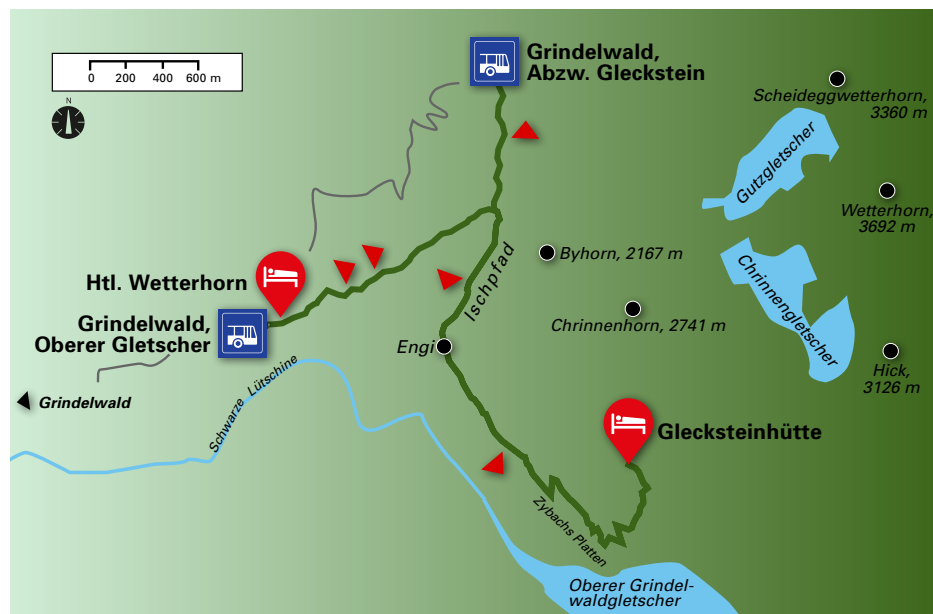 Grindelwald,
Abzw. Gleckstein
0 200 400 600 m
N
Scheideggwetterhorn,
3360 m
Gutzgletscher
Wetterhorn,
3692 m
Byhorn, 2167 m
Ischpfad
Htl. Wetterhorn
Chrinnengletscher
Chrinnenhorn, 2741 m
Grindelwald,
Oberer Gletscher
Engi
Hick,
3126 m
Schwarze Lütschine
Grindelwald
Glecksteinhütte
Zybachs Platten
Oberer Grindel-
waldgletscher